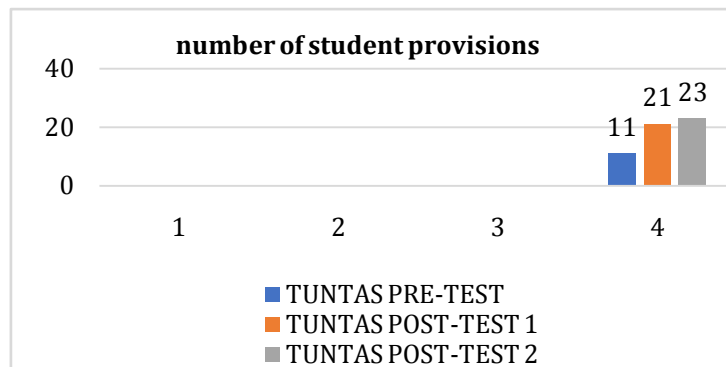 number of student provisions
40
20
0
11
21
23
1 2 3 4
TUNTAS PRE-TEST
TUNTAS POST-TEST 1
TUNTAS POST-TEST 2